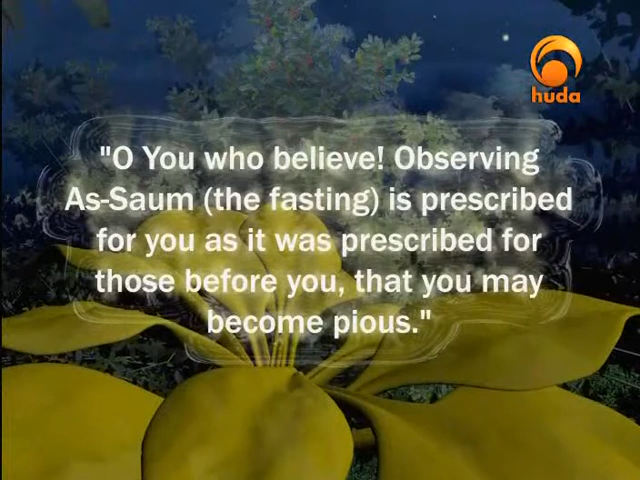 huda
"O You who believe! Observing
As-Saum (the fasting) is prescribed
for you as it was prescribed for
those before you, that you may
become pious."